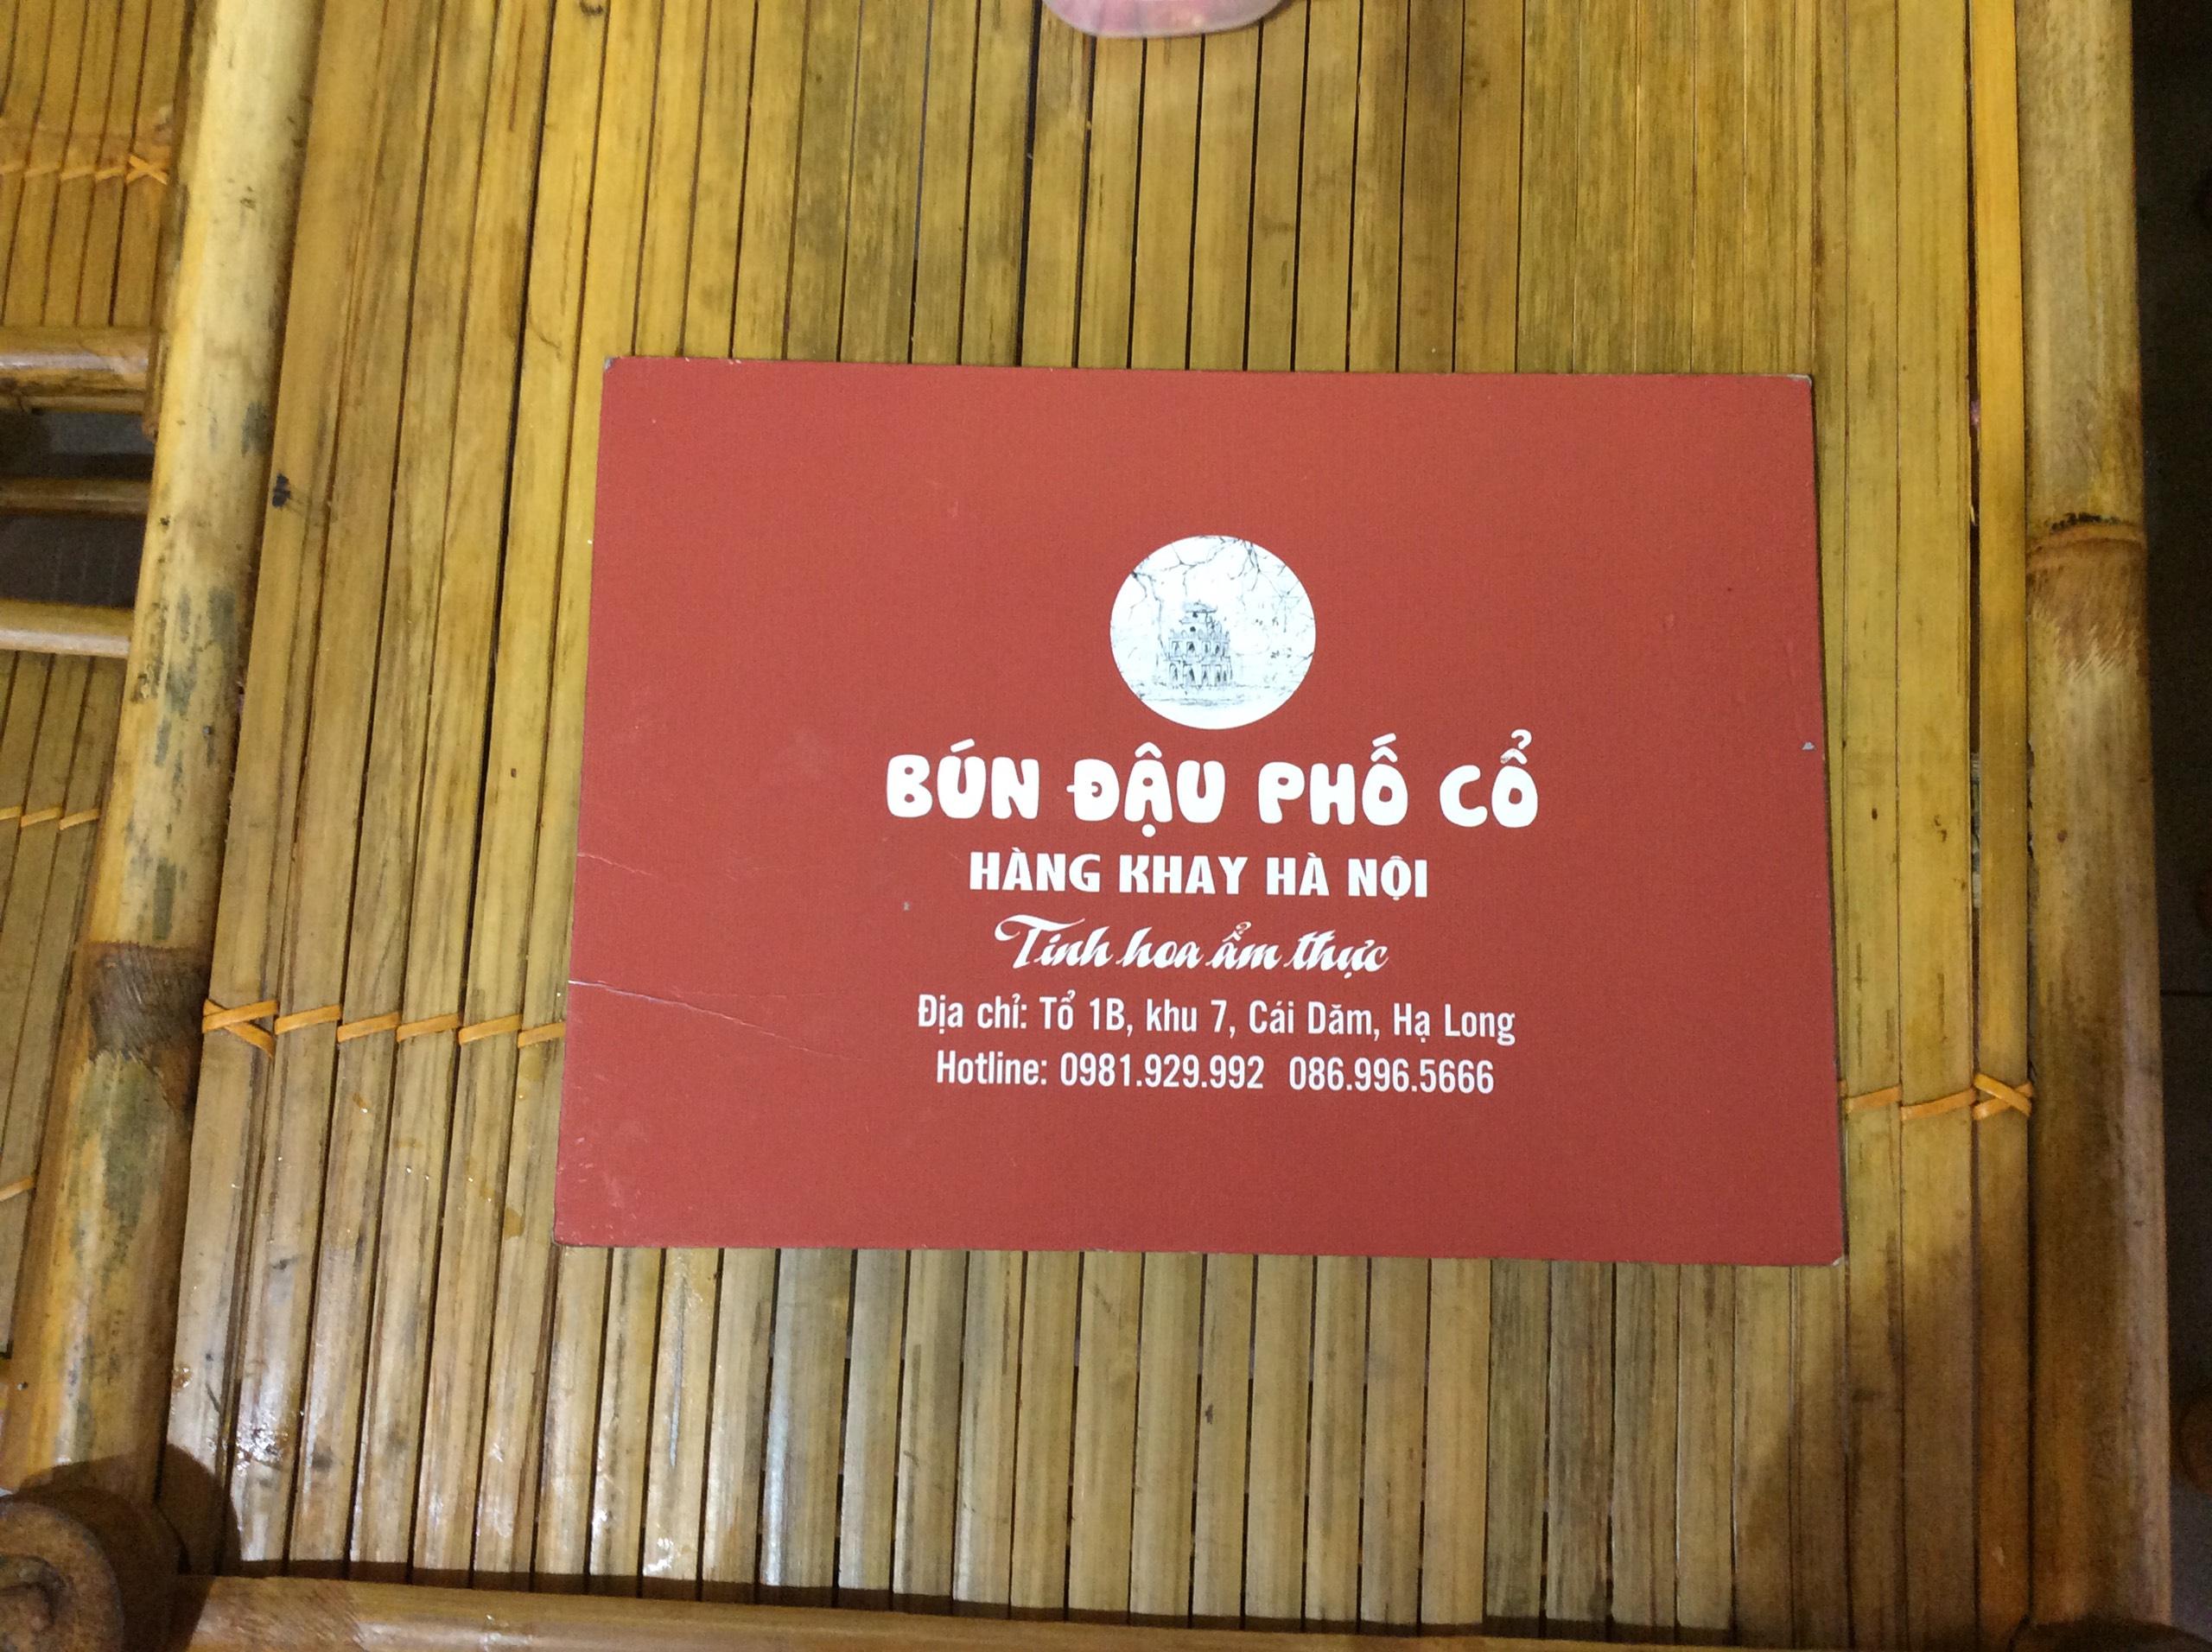 BÚN ĐẬU PHỐ CỔ
HÀNG KHAY HÀ NỘI
Tinh hoa ẩm thực
Địa chỉ: Tổ 1B, khu 7, Cái Dăm, Hạ Long
Hotline: 0981.929.992 086.996.5666